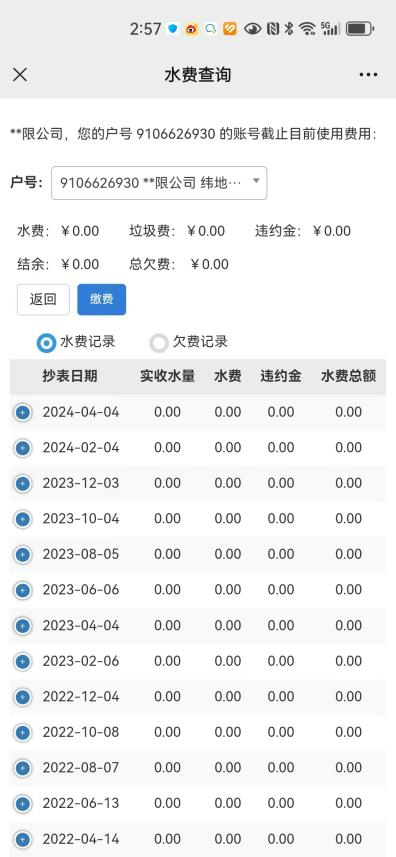 2:57
5G
水费查询
**限公司，您的户号 9106626930 的账号截止目前使用费用：
户号： 9106626930 **限公司 纬地…
水费：￥0.00 垃圾费：￥0.00 违约金：￥0.00
结余：￥0.00 总欠费：￥0.00
返回 缴费
水费记录 欠费记录
抄表日期 实收水量 水费 违约金 水费总额
2024-04-04 0.00 0.00 0.00 0.00
2024-02-04 0.00 0.00 0.00 0.00
2023-12-03 0.00 0.00 0.00 0.00
2023-10-04 0.00 0.00 0.00 0.00
2023-08-05 0.00 0.00 0.00 0.00
2023-06-06 0.00 0.00 0.00 0.00
2023-04-04 0.00 0.00 0.00 0.00
2023-02-06 0.00 0.00 0.00 0.00
2022-12-04 0.00 0.00 0.00 0.00
2022-10-08 0.00 0.00 0.00 0.00
2022-08-07 0.00 0.00 0.00 0.00
2022-06-13 0.00 0.00 0.00 0.00
2022-04-14 0.00 0.00 0.00 0.00